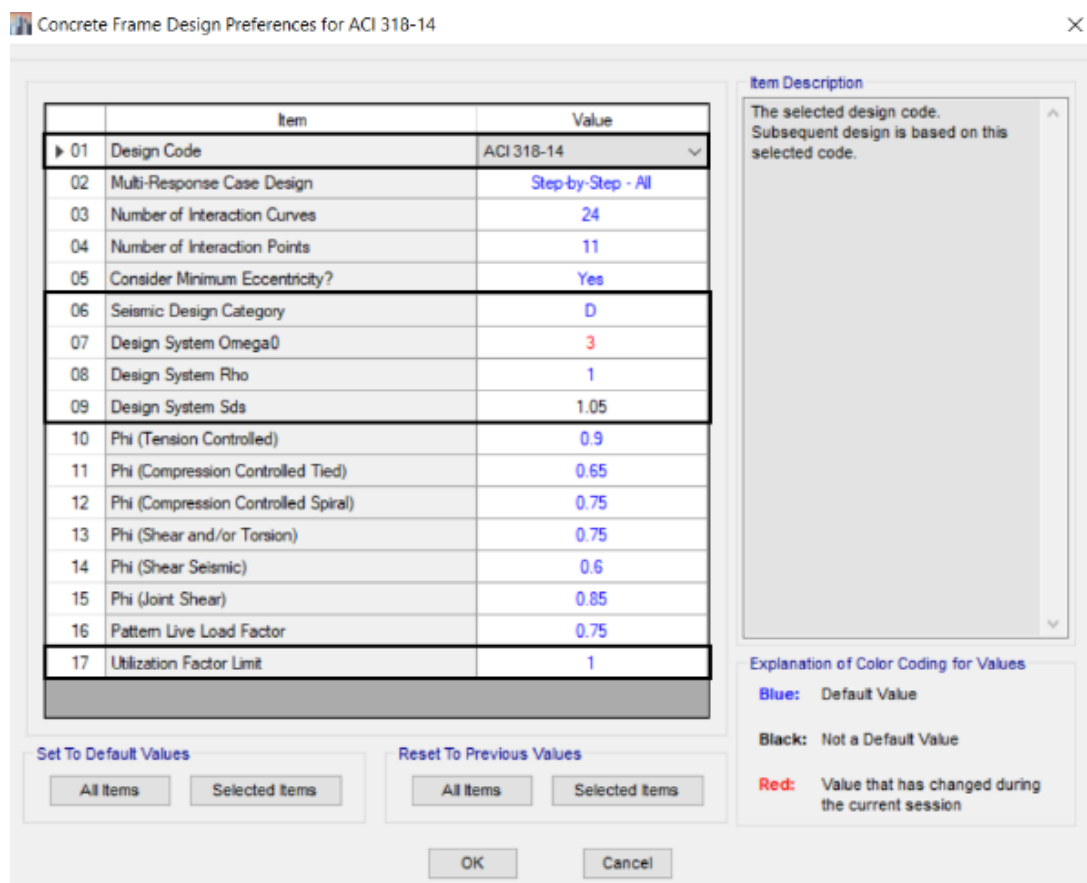 Concrete Frame Design Preferences for ACI 318-14
Item Value
01 Design Code ACI 318-14
02 Multi-Response Case Design Step-by-Step - All
03 Number of Interaction Curves 24
04 Number of Interaction Points 11
05 Consider Minimum Eccentricity? Yes
06 Seismic Design Category D
07 Design System Omega0 3
08 Design System Rho 1
09 Design System Sds 1.05
10 Phi (Tension Controlled) 0.9
11 Phi (Compression Controlled Tied) 0.65
12 Phi (Compression Controlled Spiral) 0.75
13 Phi (Shear and/or Torsion) 0.75
14 Phi (Shear Seismic) 0.6
15 Phi (Joint Shear) 0.85
16 Pattern Live Load Factor 0.75
17 Utilization Factor Limit 1
Item Description
The selected design code.
Subsequent design is based on this
selected code.
Explanation of Color Coding for Values
Blue: Default Value
Black: Not a Default Value
Red: Value that has changed during
the current session
Set To Default Values
All Items Selected Items
Reset To Previous Values
All Items Selected Items
OK Cancel